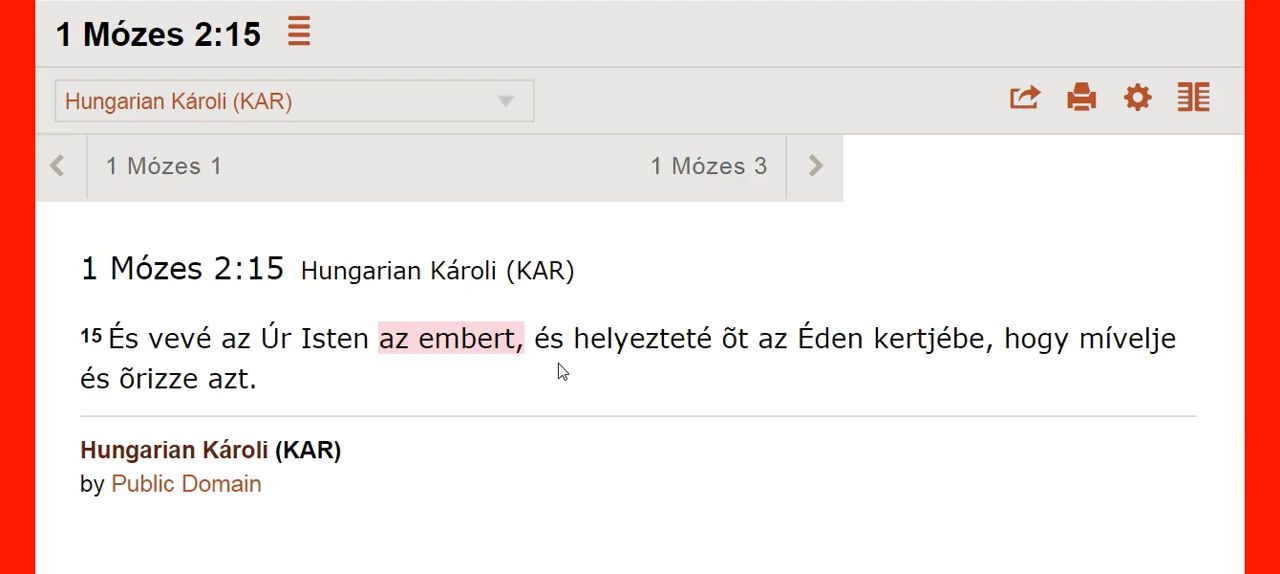 1 Mózes 2:15
Hungarian Károli (KAR)
1 Mózes 1
1 Mózes 3
1 Mózes 2:15 Hungarian Károli (KAR)
15 És vevé az Úr Isten az embert, és helyezteté õt az Éden kertjébe, hogy mívelje
és õrizze azt.
Hungarian Károli (KAR)
by Public Domain